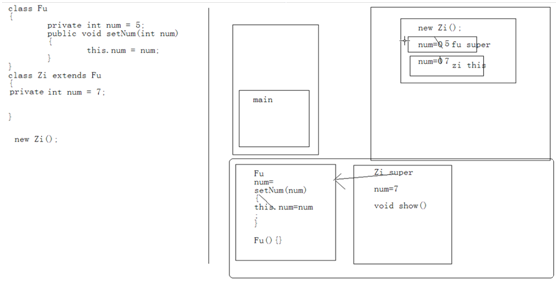 class Fu
{
private int num = 5;
public void setNum(int num)
{
this.num = num;
}
}
class Zi extends Fu
{
private int num = 7;
}
new Zi();
main
new Zi();
num=0 5 fu super
num=0 7 zi this
Fu
num=
setNum(num)
{
this.num=num
;
}
Fu(){}
Zi super
num=7
void show()